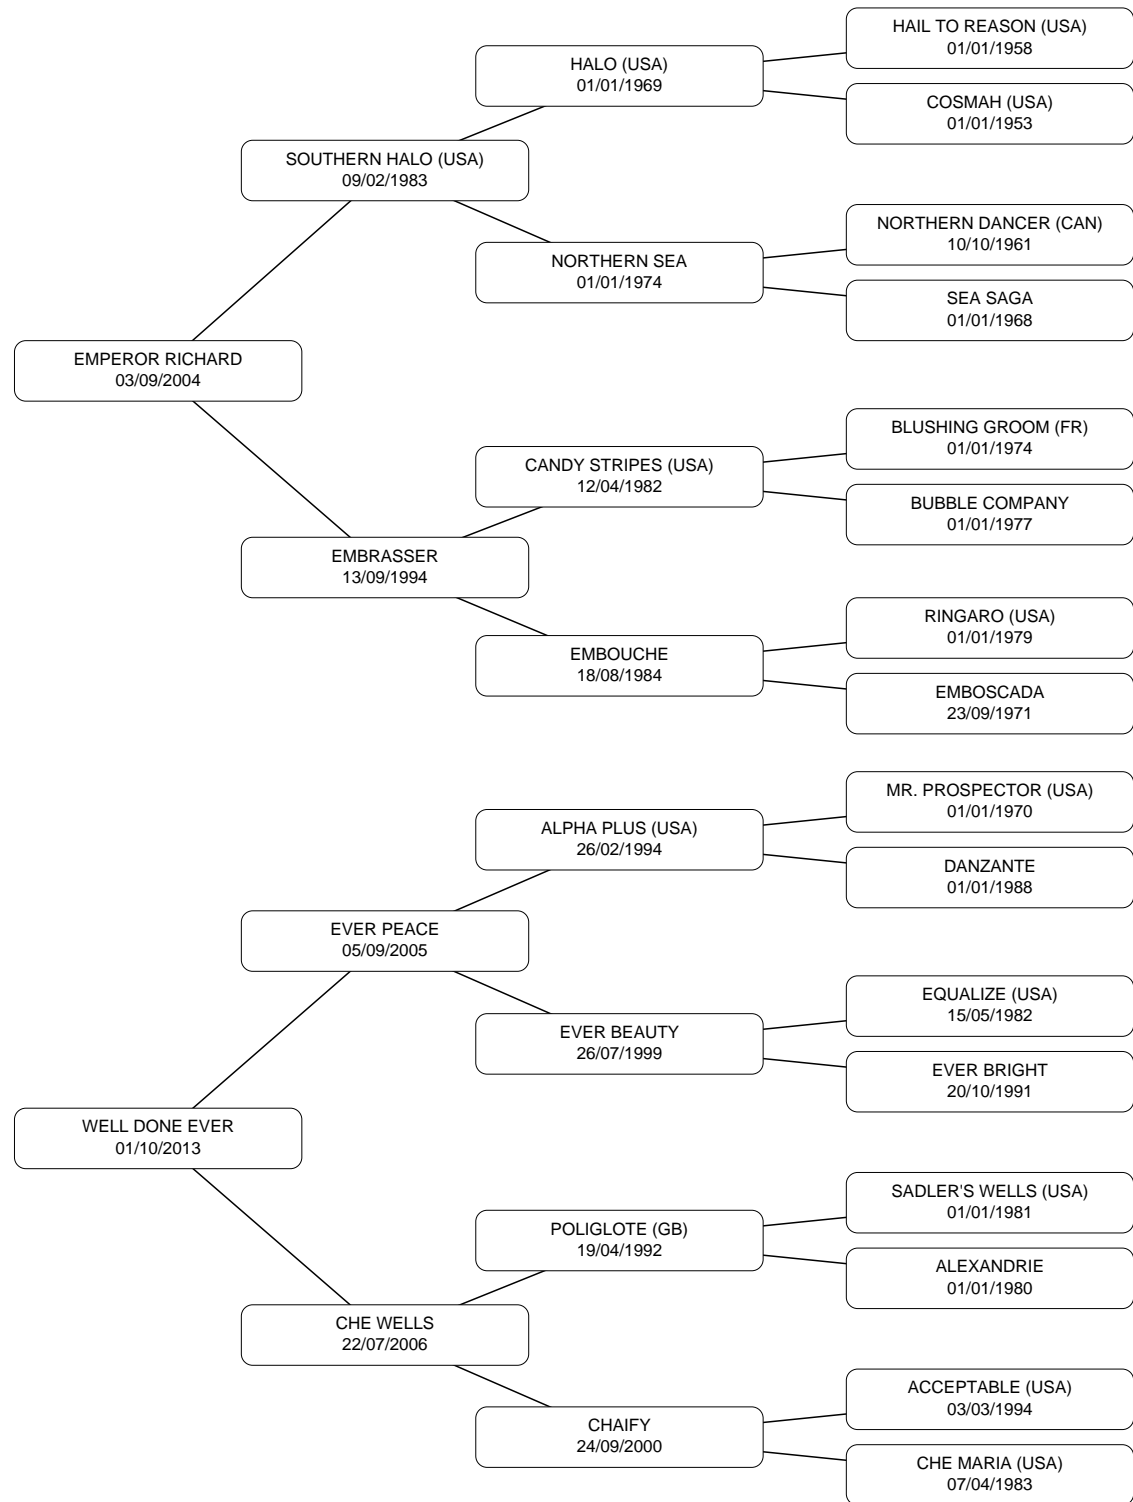 HAIL TO REASON (USA)
01/01/1958
HALO (USA)
01/01/1969
COSMAH (USA)
01/01/1953
SOUTHERN HALO (USA)
09/02/1983
NORTHERN DANCER (CAN)
10/10/1961
NORTHERN SEA
01/01/1974
SEA SAGA
01/01/1968
EMPEROR RICHARD
03/09/2004
BLUSHING GROOM (FR)
01/01/1974
CANDY STRIPES (USA)
12/04/1982
BUBBLE COMPANY
01/01/1977
EMBRASSER
13/09/1994
RINGARO (USA)
01/01/1979
EMBOUCHE
18/08/1984
EMBOSCADA
23/09/1971
MR. PROSPECTOR (USA)
01/01/1970
ALPHA PLUS (USA)
26/02/1994
DANZANTE
01/01/1988
EVER PEACE
05/09/2005
EQUALIZE (USA)
15/05/1982
EVER BEAUTY
26/07/1999
EVER BRIGHT
20/10/1991
WELL DONE EVER
01/10/2013
SADLER'S WELLS (USA)
01/01/1981
POLIGLOTE (GB)
19/04/1992
ALEXANDRIE
01/01/1980
CHE WELLS
22/07/2006
ACCEPTABLE (USA)
03/03/1994
CHAIFY
24/09/2000
CHE MARIA (USA)
07/04/1983